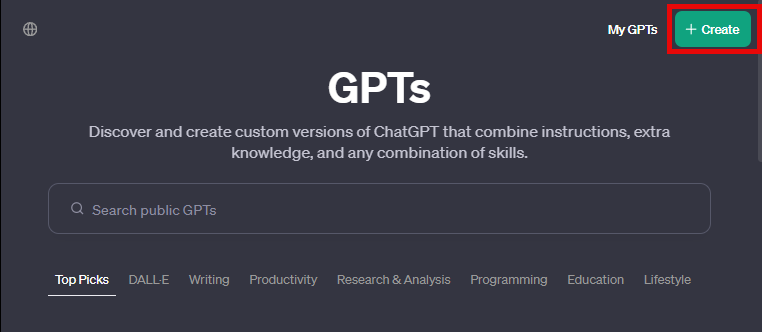 My GPTs
+ Create
GPTs
Discover and create custom versions of ChatGPT that combine instructions, extra
knowledge, and any combination of skills.
Search public GPTs
Top Picks DALL·E Writing Productivity Research & Analysis Programming Education Lifestyle